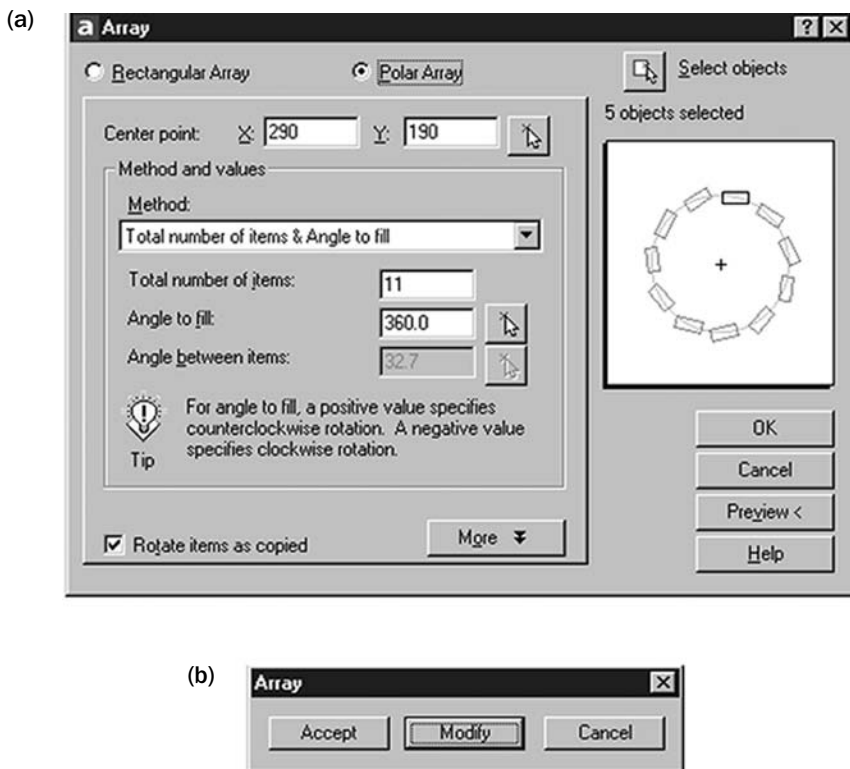 (a)
a Array
Rectangular Array
Polar Array
Select objects
5 objects selected
Center point: X: 290 Y: 190
Method and values
Method:
Total number of items & Angle to fill
Total number of items: 11
Angle to fill: 360.0
Angle between items: 32.7
For angle to fill, a positive value specifies
counterclockwise rotation. A negative value
specifies clockwise rotation.
Tip
Rotate items as copied
More
OK
Cancel
Preview <
Help
(b)
Array
Accept Modify Cancel